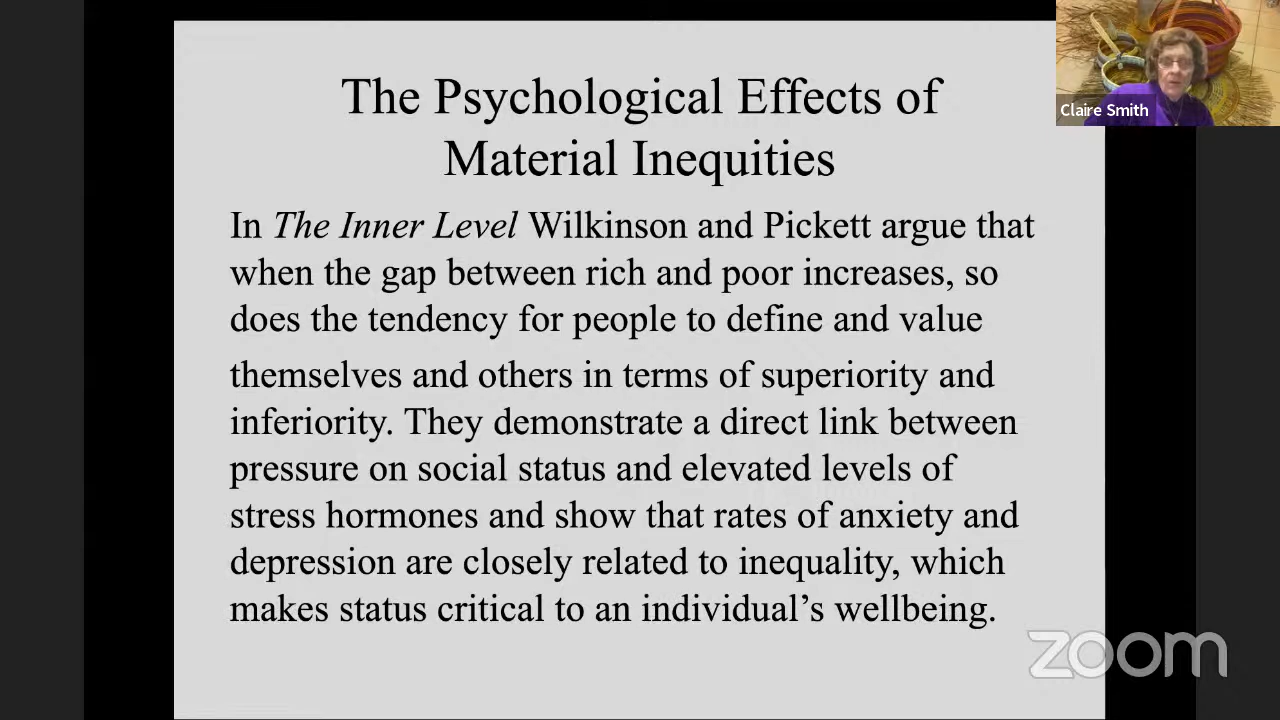 The Psychological Effects of
Material Inequities
In The Inner Level Wilkinson and Pickett argue that
when the gap between rich and poor increases, so
does the tendency for people to define and value
themselves and others in terms of superiority and
inferiority. They demonstrate a direct link between
pressure on social status and elevated levels of
stress hormones and show that rates of anxiety and
depression are closely related to inequality, which
makes status critical to an individual’s wellbeing.
Claire Smith
zoom